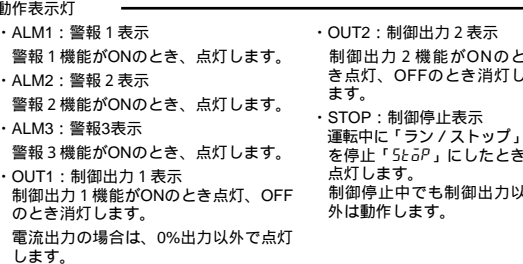 動作表示灯
・ALM1：警報１表示
警報１機能がONのとき、点灯します。
・ALM2：警報２表示
警報２機能がONのとき、点灯します。
・ALM3：警報3表示
警報３機能がONのとき、点灯します。
・OUT1：制御出力１表示
制御出力１機能がONのとき点灯、OFF
のとき消灯します。
電流出力の場合は、0%出力以外で点灯
します。
・OUT2：制御出力２表示
制御出力２機能がONのと
き点灯、OFFのとき消灯し
ます。
・STOP：制御停止表示
運転中に「ラン／ストップ」
を停止「StoP」にしたとき
点灯します。
制御停止中でも制御出力以
外は動作します。